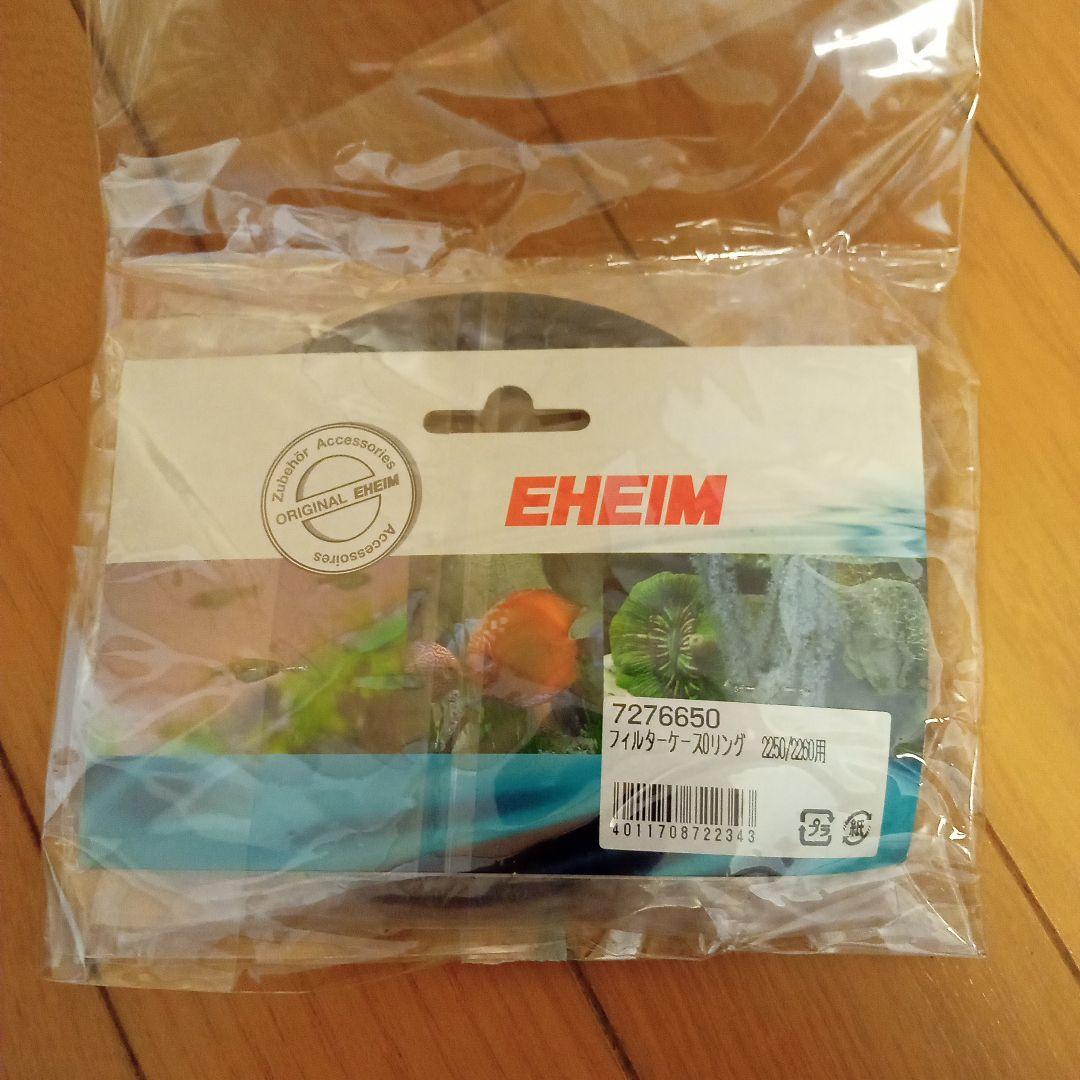 Zubehör Accessories
ORIGINAL EHEIM
Accessoires
EHEIM
7276650
フィルターケースOリング 2250/2260用
4011708722343
プラ
紙